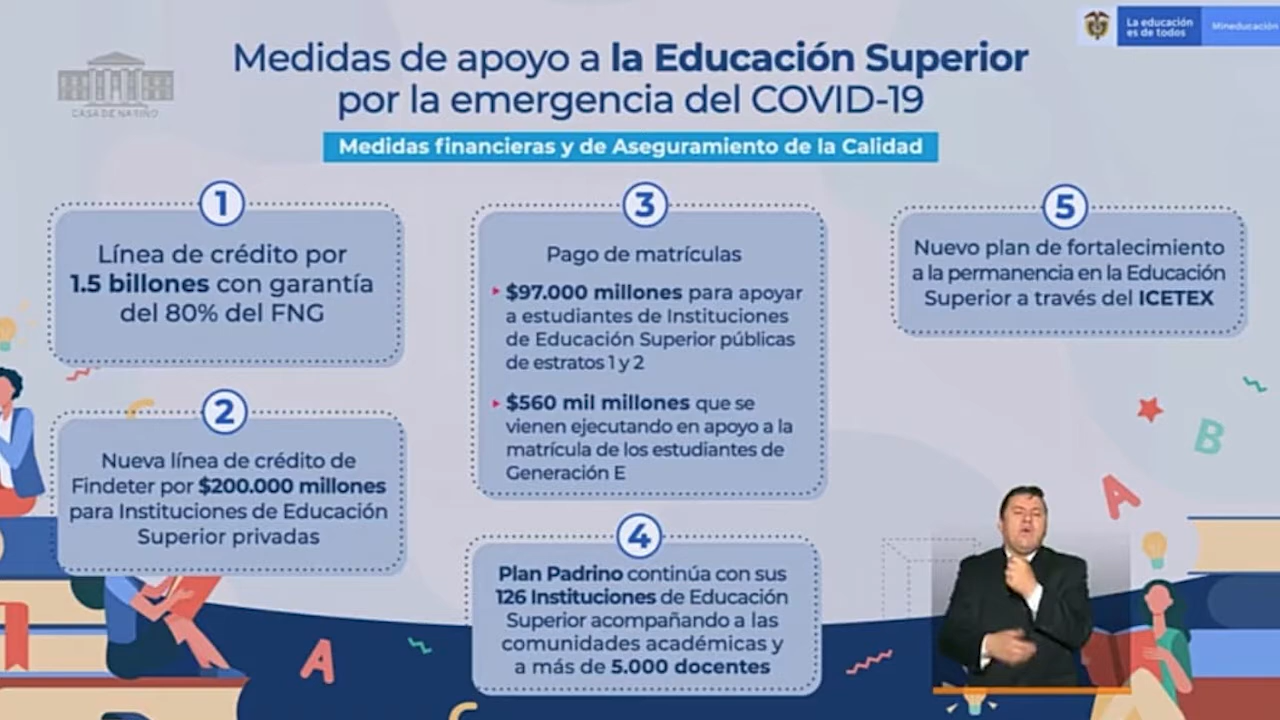 La educación
es de todos
Mineducación
CASA DE NARIÑO
Medidas de apoyo a la Educación Superior
por la emergencia del COVID-19
Medidas financieras y de Aseguramiento de la Calidad
1
Línea de crédito por
1.5 billones con garantía
del 80% del FNG
2
Nueva línea de crédito de
Findeter por $200.000 millones
para Instituciones de Educación
Superior privadas
3
Pago de matrículas
$97.000 millones para apoyar
a estudiantes de Instituciones
de Educación Superior públicas
de estratos 1 y 2
$560 mil millones que se
vienen ejecutando en apoyo a la
matrícula de los estudiantes de
Generación E
4
Plan Padrino continúa con sus
126 Instituciones de Educación
Superior acompañando a las
comunidades académicas y
a más de 5.000 docentes
5
Nuevo plan de fortalecimiento
a la permanencia en la Educación
Superior a través del ICETEX
B
A
A